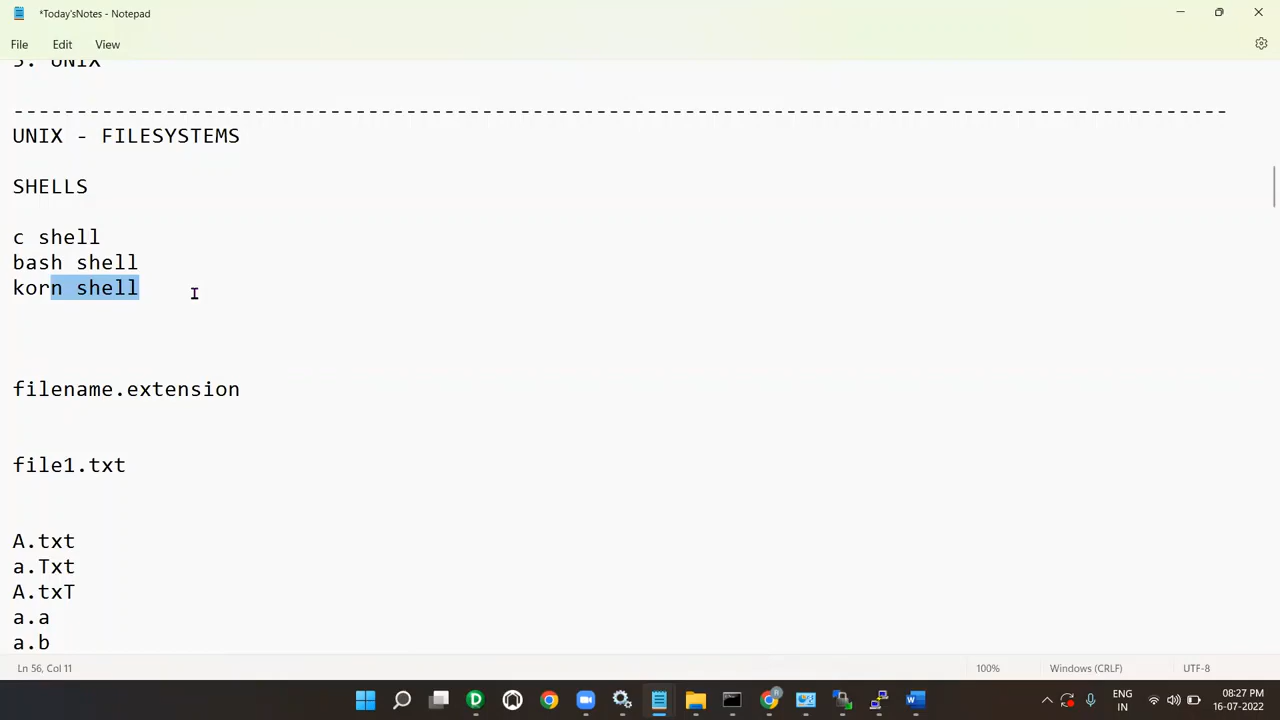 *Today'sNotes - Notepad
File Edit View
3. UNIX
------------------------------------------------------------------------------------------------
UNIX - FILESYSTEMS
SHELLS
c shell
bash shell
korn shell
filename.extension
file1.txt
A.txt
a.Txt
A.txT
a.a
a.b
Ln 56, Col 11
100%
Windows (CRLF)
UTF-8
ENG
IN
08:27 PM
16-07-2022